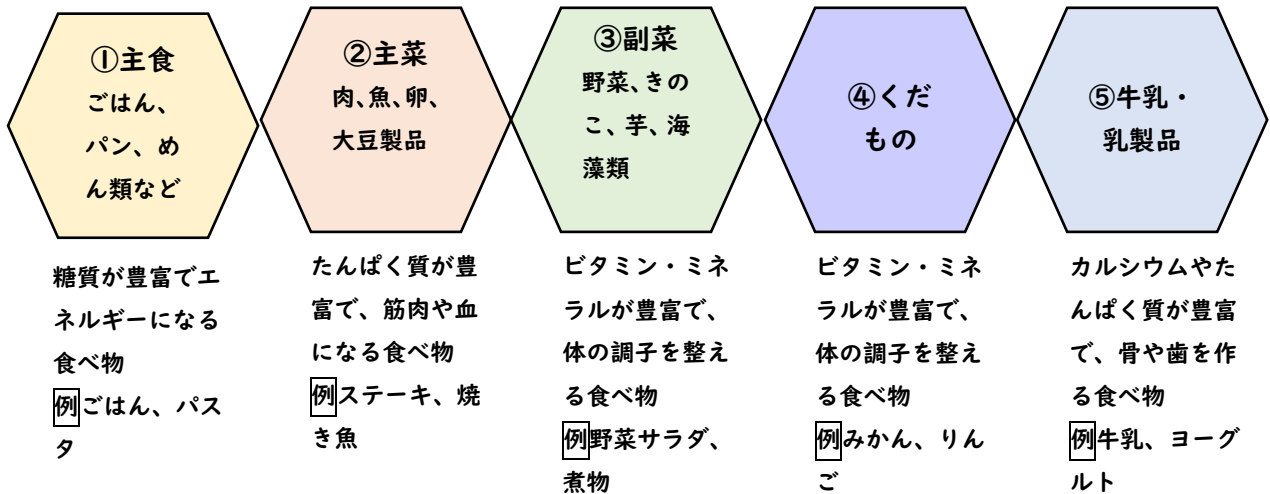 ①主食
ごはん、
パン、め
ん類など
②主菜
肉、魚、卵、
大豆製品
③副菜
野菜、きの
こ、芋、海
藻類
④くだ
もの
⑤牛乳・
乳製品
糖質が豊富でエ
ネルギーになる
食べ物
例ごはん、パス
タ
たんぱく質が豊
富で、筋肉や血
になる食べ物
例ステーキ、焼
き魚
ビタミン・ミネ
ラルが豊富で、
体の調子を整え
る食べ物
例野菜サラダ、
煮物
ビタミン・ミネ
ラルが豊富で、
体の調子を整え
る食べ物
例みかん、りん
ご
カルシウムやた
んぱく質が豊富
で、骨や歯を作
る食べ物
例牛乳、ヨーグ
ルト